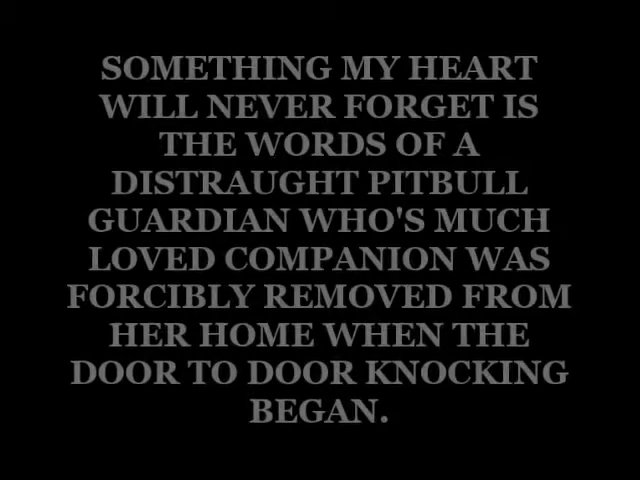 SOMETHING MY HEART
WILL NEVER FORGET IS
THE WORDS OF A
DISTRAUGHT PITBULL
GUARDIAN WHO'S MUCH
LOVED COMPANION WAS
FORCIBLY REMOVED FROM
HER HOME WHEN THE
DOOR TO DOOR KNOCKING
BEGAN.